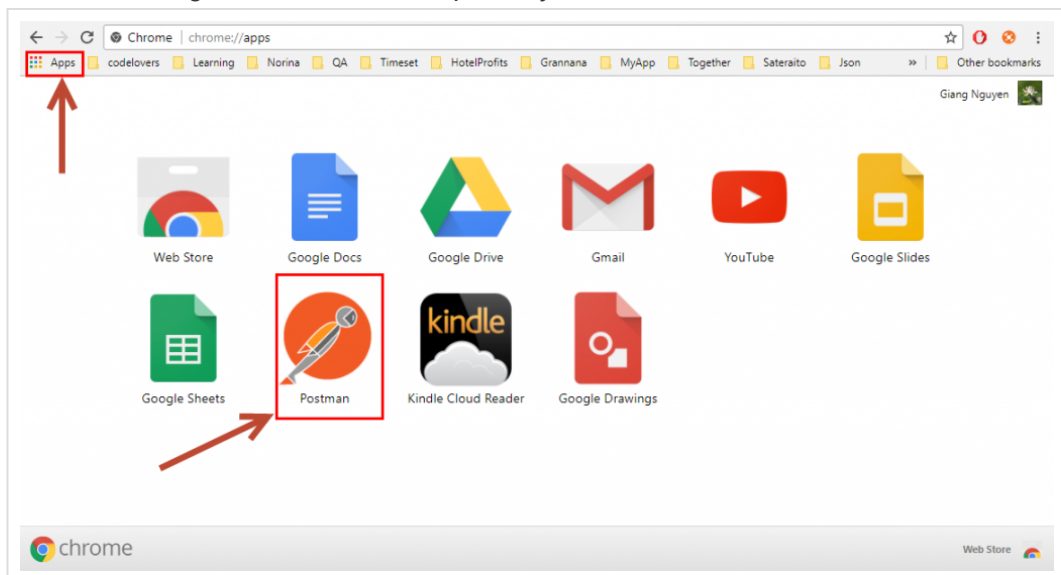 Chrome | chrome://apps
Apps codelovers Learning Norina QA Timeset HotelProfits Grannana MyApp Together Sateraito Json » Other bookmarks
Giang Nguyen
Web Store Google Docs Google Drive Gmail YouTube Google Slides
kindle
Google Sheets Postman Kindle Cloud Reader Google Drawings
chrome Web Store